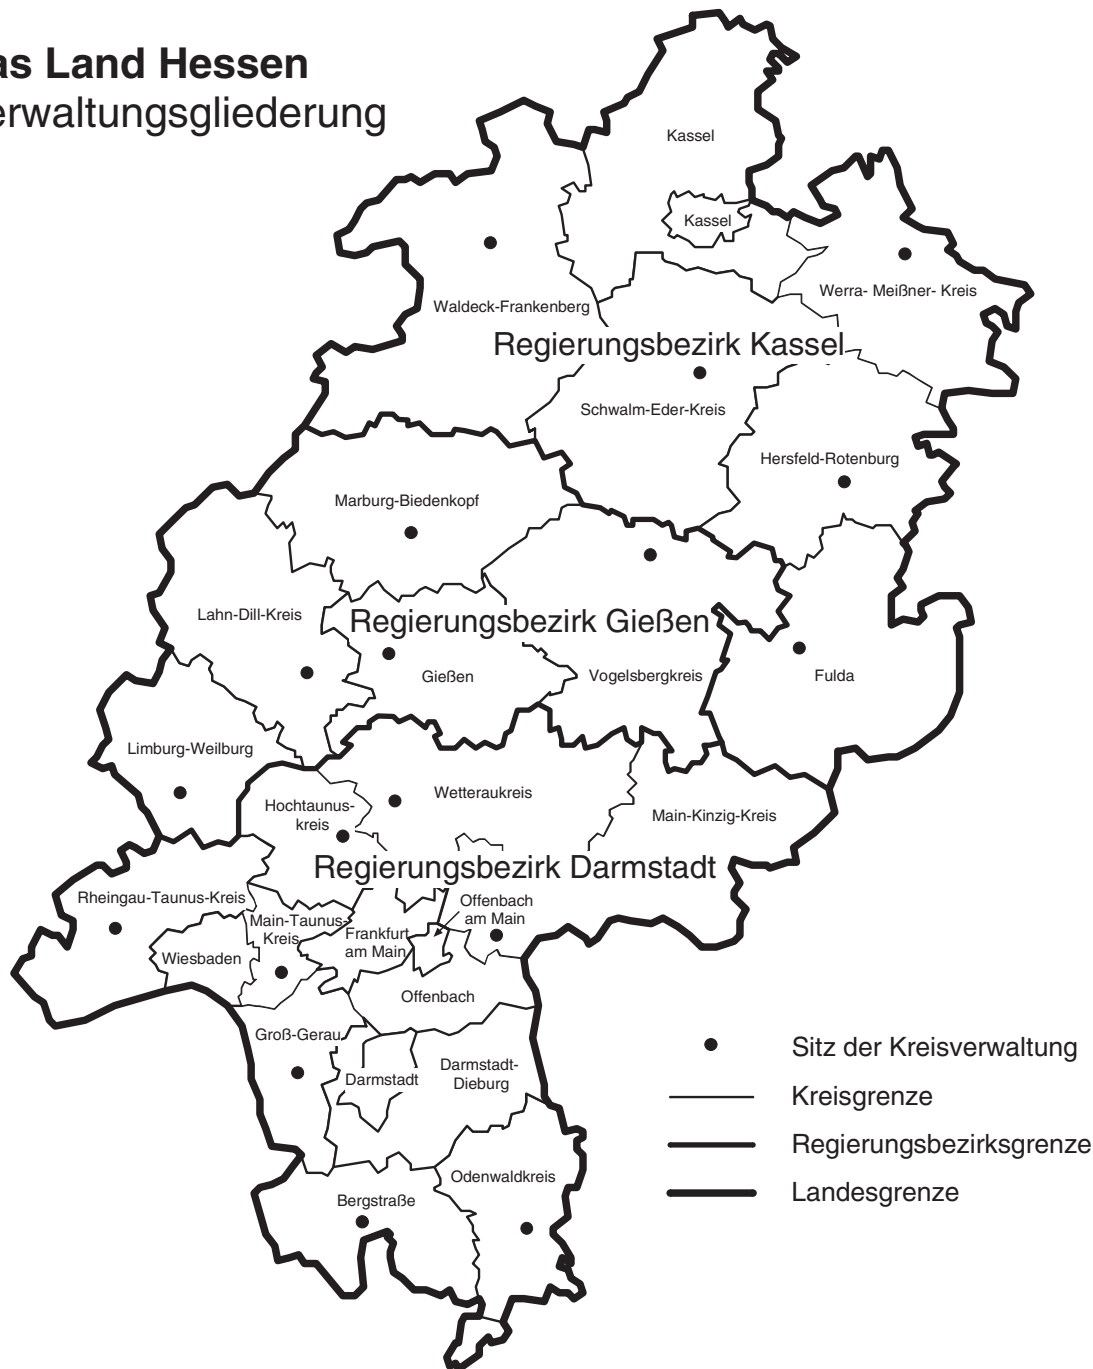 as Land Hessen
erwaltungsgliederung
Kassel
Kassel
Werra- Meißner- Kreis
Waldeck-Frankenberg
Regierungsbezirk Kassel
Schwalm-Eder-Kreis
Hersfeld-Rotenburg
Marburg-Biedenkopf
Lahn-Dill-Kreis
Regierungsbezirk Gießen
Gießen
Vogelsbergkreis
Fulda
Limburg-Weilburg
Wetteraukreis
Hochtaunus-
kreis
Main-Kinzig-Kreis
Regierungsbezirk Darmstadt
Rheingau-Taunus-Kreis
Offenbach
am Main
Main-Taunus-
Kreis
Frankfurt
am Main
Wiesbaden
Offenbach
Groß-Gerau
Darmstadt
Darmstadt-
Dieburg
Odenwaldkreis
Bergstraße
Sitz der Kreisverwaltung
Kreisgrenze
Regierungsbezirksgrenze
Landesgrenze